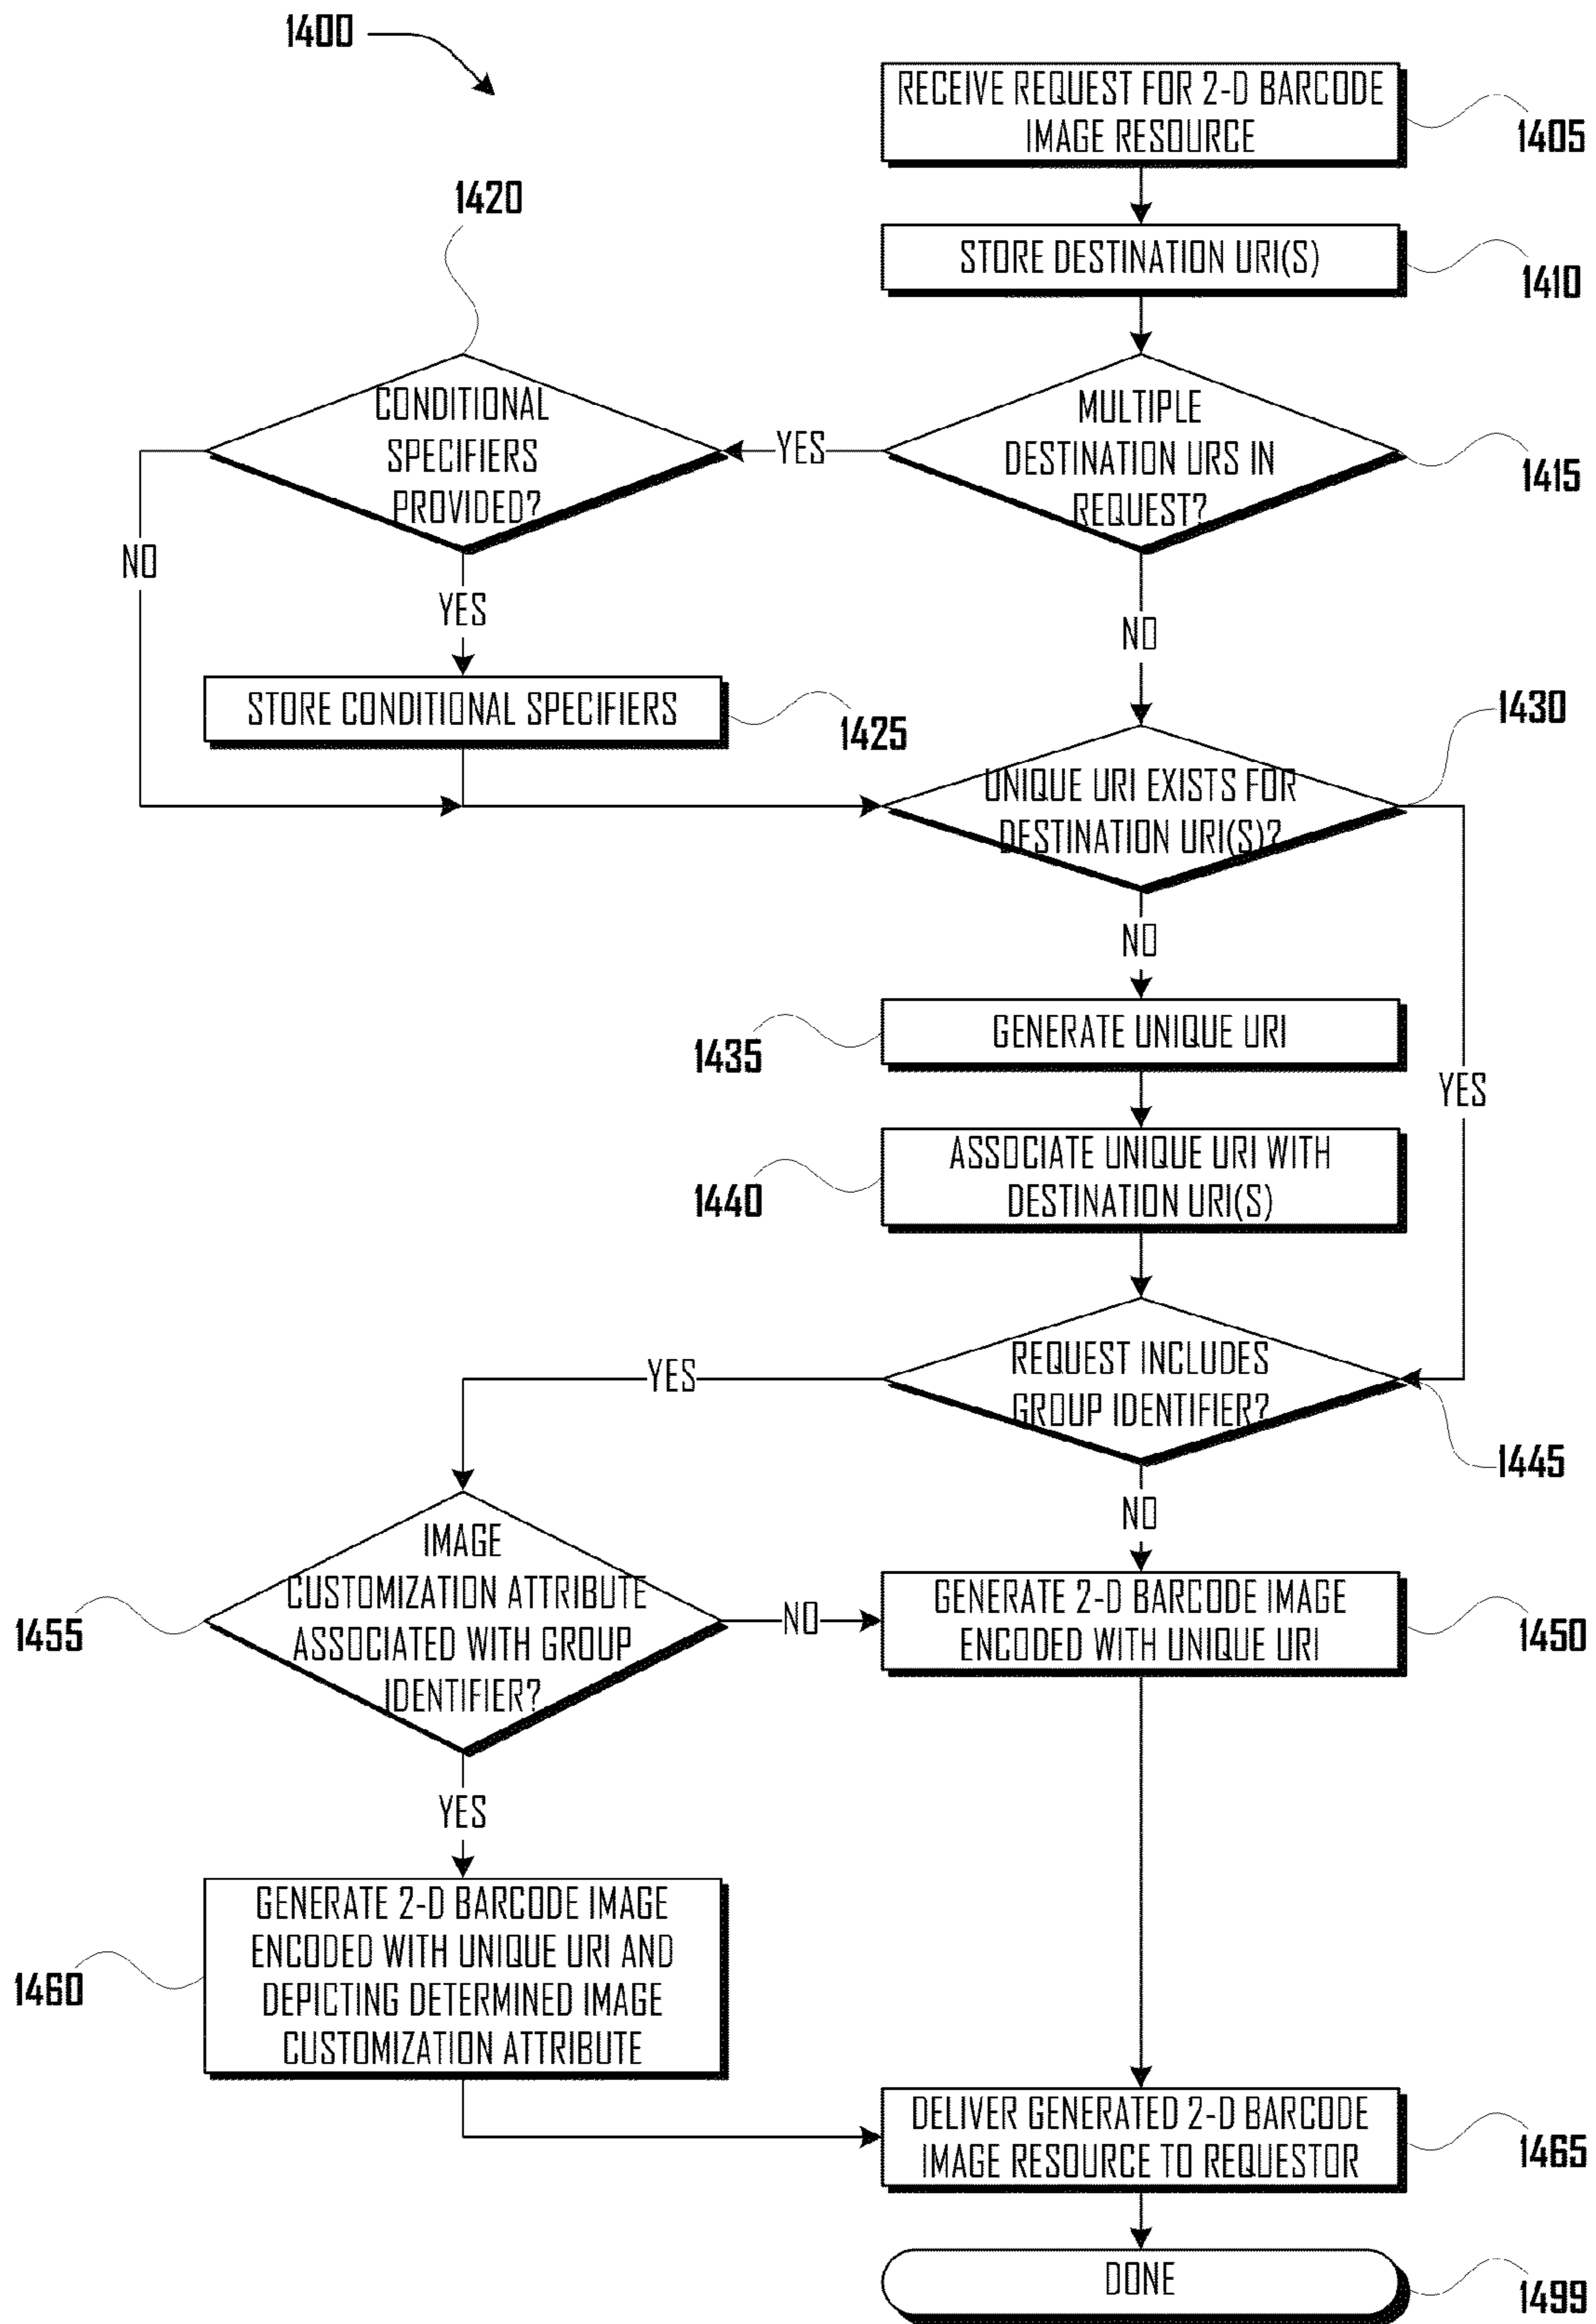 1400
RECEIVE REQUEST FOR 2-D BARCODE
IMAGE RESOURCE
1405
1420
STORE DESTINATION URI(S)
1410
CONDITIONAL
SPECIFIERS
PROVIDED?
YES
MULTIPLE
DESTINATION URS IN
REQUEST?
1415
NO
YES
NO
STORE CONDITIONAL SPECIFIERS
1425
1430
UNIQUE URI EXISTS FOR
DESTINATION URI(S)?
NO
GENERATE UNIQUE URI
1435
YES
ASSOCIATE UNIQUE URI WITH
DESTINATION URI(S)
1440
REQUEST INCLUDES
GROUP IDENTIFIER?
YES
1445
NO
IMAGE
CUSTOMIZATION ATTRIBUTE
ASSOCIATED WITH GROUP
IDENTIFIER?
1455
NO
GENERATE 2-D BARCODE IMAGE
ENCODED WITH UNIQUE URI
1450
YES
GENERATE 2-D BARCODE IMAGE
ENCODED WITH UNIQUE URI AND
DEPICTING DETERMINED IMAGE
CUSTOMIZATION ATTRIBUTE
1460
DELIVER GENERATED 2-D BARCODE
IMAGE RESOURCE TO REQUESTOR
1465
DONE
1499